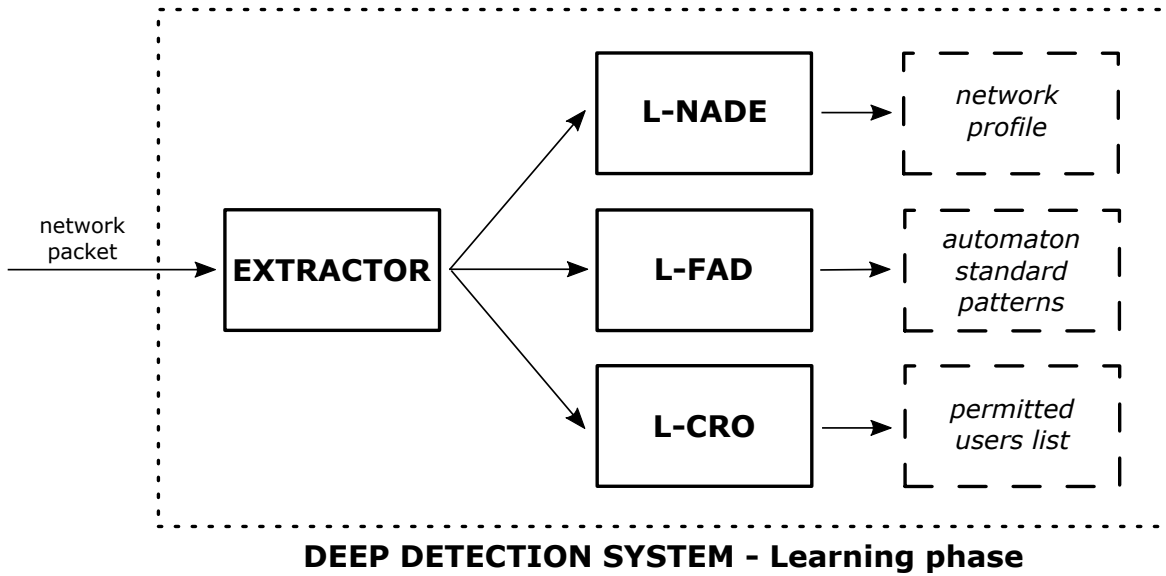 network
packet
EXTRACTOR
L-NADE
network
profile
L-FAD
automaton
standard
patterns
L-CRO
permitted
users list
DEEP DETECTION SYSTEM - Learning phase